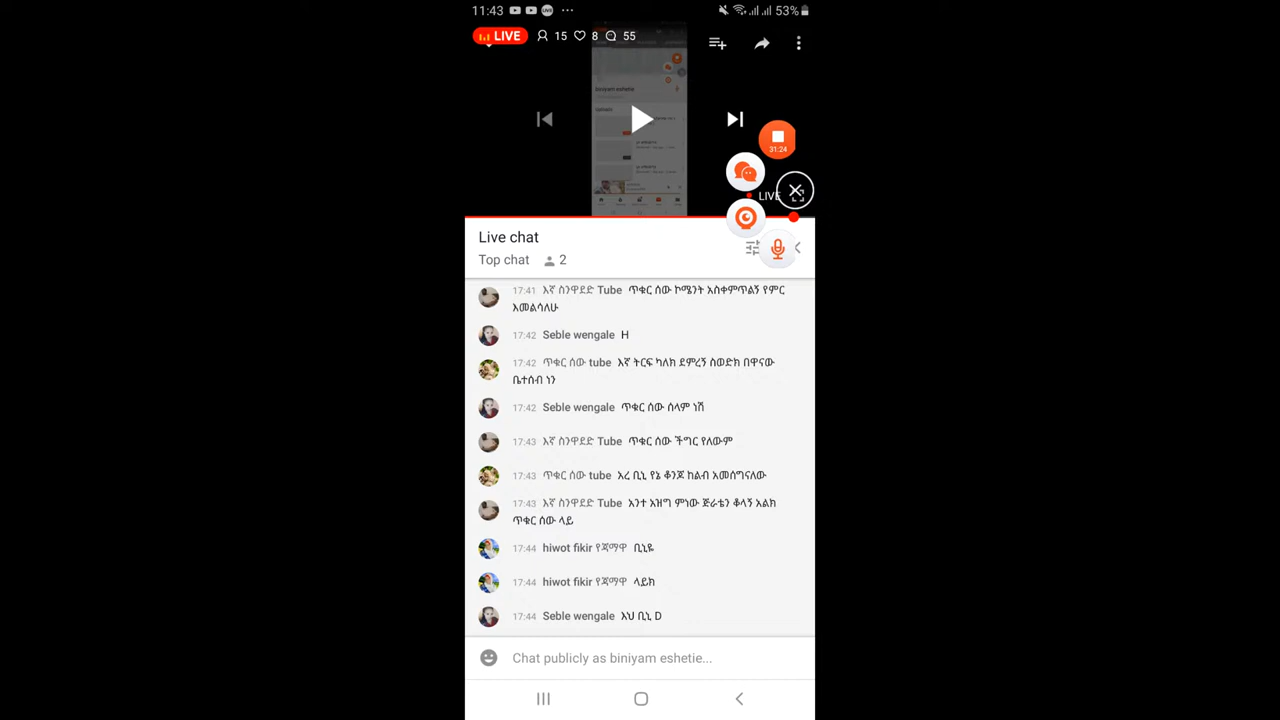 11:43
53%
LIVE 15 8 55
31:24
LIVE
Live chat
Top chat 2
17:41 እኛ ስንዋደድ Tube ጥቁር ሰው ኮሜንት አስቀምጥልኝ የምር
እመልሳለሁ
17:42 Seble wengale H
17:42 ጥቁር ሰው tube እኛ ትርፍ ካለክ ደምረኝ ስወድክ በዋናው
ቤተሰብ ነን
17:42 Seble wengale ጥቁር ሰው ሰላም ነሽ
17:43 እኛ ስንዋደድ Tube ጥቁር ሰው ችግር የለውም
17:43 ጥቁር ሰው tube አረ ቢኒ የኔ ቆንጆ ከልብ አመሰግናለው
17:43 እኛ ስንዋደድ Tube አንተ አዝግ ምነው ጅራቴን ቆላኝ አልክ
ጥቁር ሰው ላይ
17:44 hiwot fikir የጃማዋ ቢኒዬ
17:44 hiwot fikir የጃማዋ ላይክ
17:44 Seble wengale እህ ቢኒ D
Chat publicly as biniyam eshetie...